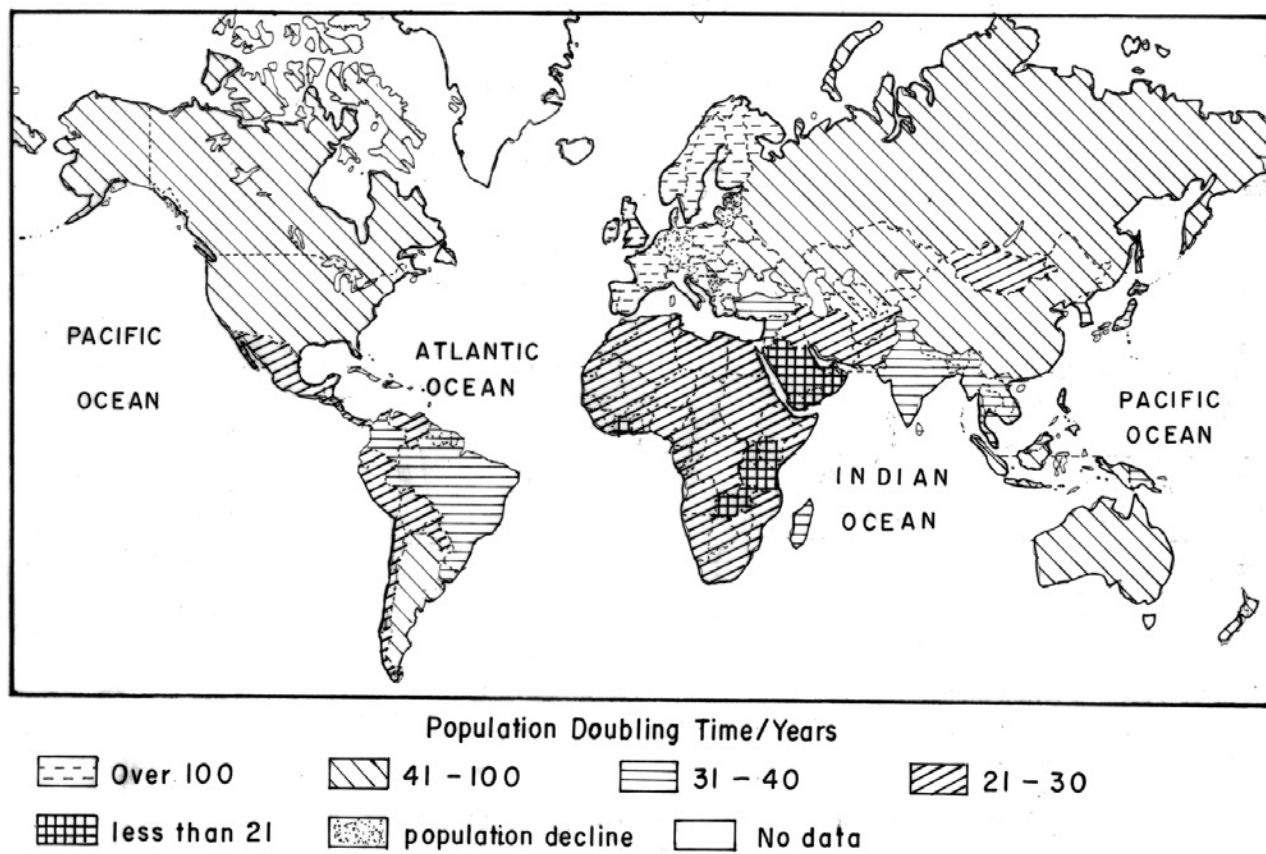 PACIFIC
OCEAN
ATLANTIC
OCEAN
INDIAN
OCEAN
PACIFIC
OCEAN
Population Doubling Time/Years
Over 100
41 – 100
31 – 40
21 – 30
less than 21
population decline
No data